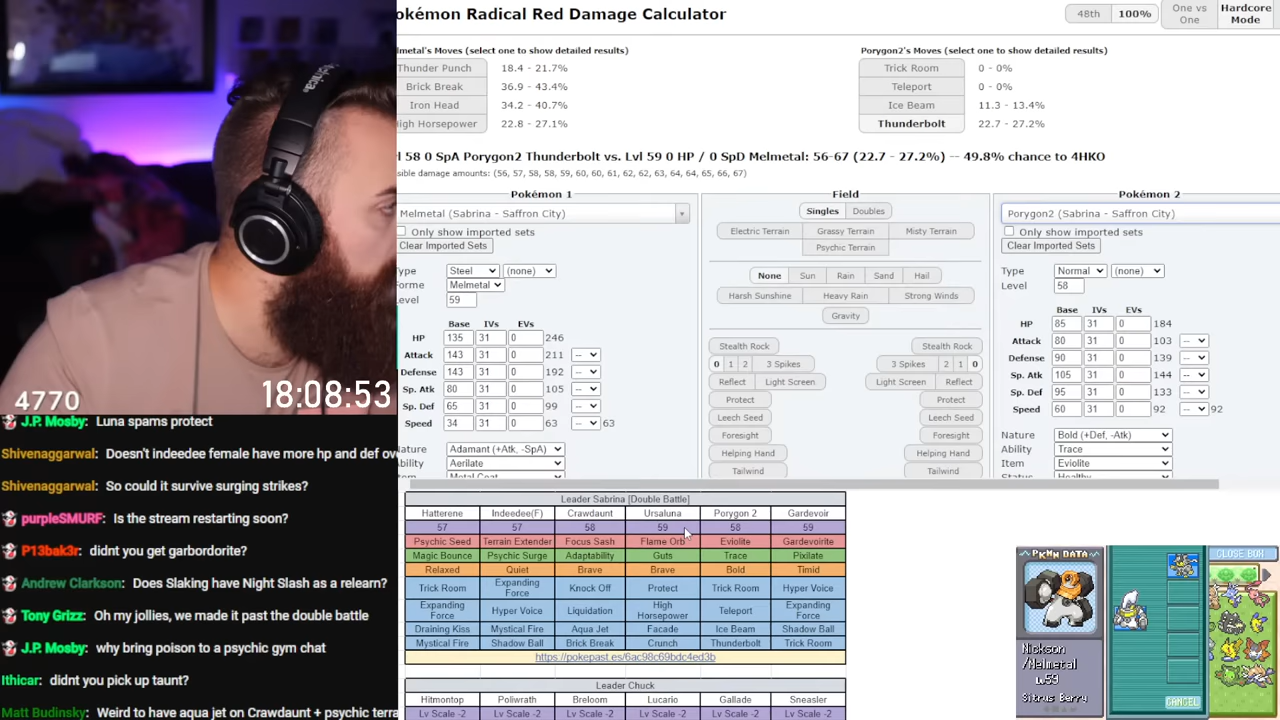 okémon Radical Red Damage Calculator
48th 100%
One vs One
Hardcore Mode
elmetal's Moves (select one to show detailed results)
Thunder Punch 18.4 - 21.7%
Brick Break 36.9 - 43.4%
Iron Head 34.2 - 40.7%
High Horsepower 22.8 - 27.1%
Porygon2's Moves (select one to show detailed results)
Trick Room 0 - 0%
Teleport 0 - 0%
Ice Beam 11.3 - 13.4%
Thunderbolt 22.7 - 27.2%
l 58 0 SpA Porygon2 Thunderbolt vs. Lvl 59 0 HP / 0 SpD Melmetal: 56-67 (22.7 - 27.2%) -- 49.8% chance to 4HKO
sible damage amounts: (56, 57, 58, 58, 59, 60, 60, 61, 62, 62, 63, 64, 64, 65, 66, 67)
Pokémon 1
Melmetal (Sabrina - Saffron City)
Only show imported sets
Clear Imported Sets
Type Steel (none)
Forme Melmetal
Level 59
Base IVs EVs
HP 135 31 0 246
Attack 143 31 0 211 --
Defense 143 31 0 192 --
Sp. Atk 80 31 0 105 --
Sp. Def 65 31 0 99 --
Speed 34 31 0 63 -- 63
Nature Adamant (+Atk, -SpA)
Ability Aerilate
Item Metal Coat
Field
Singles Doubles
Electric Terrain Grassy Terrain Misty Terrain
Psychic Terrain
None Sun Rain Sand Hail
Harsh Sunshine Heavy Rain Strong Winds
Gravity
Stealth Rock Stealth Rock
0 1 2 3 Spikes 3 Spikes 2 1 0
Reflect Light Screen Light Screen Reflect
Protect Protect
Leech Seed Leech Seed
Foresight Foresight
Helping Hand Helping Hand
Tailwind Tailwind
Pokémon 2
Porygon2 (Sabrina - Saffron City)
Only show imported sets
Clear Imported Sets
Type Normal (none)
Level 58
Base IVs EVs
HP 85 31 0 184
Attack 80 31 0 103 --
Defense 90 31 0 139 --
Sp. Atk 105 31 0 144 --
Sp. Def 95 31 0 133 --
Speed 60 31 0 92 -- 92
Nature Bold (+Def, -Atk)
Ability Trace
Item Eviolite
Status Healthy
4770
18:08:53
J.P. Mosby: Luna spams protect
Shivenaggarwal: Doesn't indeedee female have more hp and def ov
Shivenaggarwal: So could it survive surging strikes?
purpleSMURF: Is the stream restarting soon?
P13bak3r: didnt you get garbordorite?
Andrew Clarkson: Does Slaking have Night Slash as a relearn?
Tony Grizz: Oh my jollies, we made it past the double battle
J.P. Mosby: wrong poison to a psychic gym chat
Ithicar: didnt you pick up taunt?
Matt Budinsky: Weird to have aqua jet on Crawdaunt + psychic terra
Leader Sabrina [Double Battle]
Hatterene Indeedee(F) Crawdaunt Ursaluna Porygon 2 Gardevoir
57 57 58 59 58 59
Psychic Seed Terrain Extender Focus Sash Flame Orb Eviolite Gardevoirite
Magic Bounce Psychic Surge Adaptability Guts Trace Pixilate
Relaxed Quiet Brave Brave Bold Timid
Trick Room Expanding Force Knock Off Protect Trick Room Hyper Voice
Expanding Force Hyper Voice Liquidation High Horsepower Teleport Expanding Force
Draining Kiss Mystical Fire Aqua Jet Facade Ice Beam Shadow Ball
Mystical Fire Shadow Ball Brick Break Crunch Thunderbolt Trick Room
https://pokepast.es/6ac98c69bdc4ed3b
Leader Chuck
Hitmontop Poliwrath Breloom Lucario Gallade Sneasler
Lv Scale -2 Lv Scale -2 Lv Scale -2 Lv Scale -2 Lv Scale -2 Lv Scale -2
PKMN DATA
CLOSE BOX
Nickson
/Melmetal
Lv59
Sitrus Berry
CANCEL